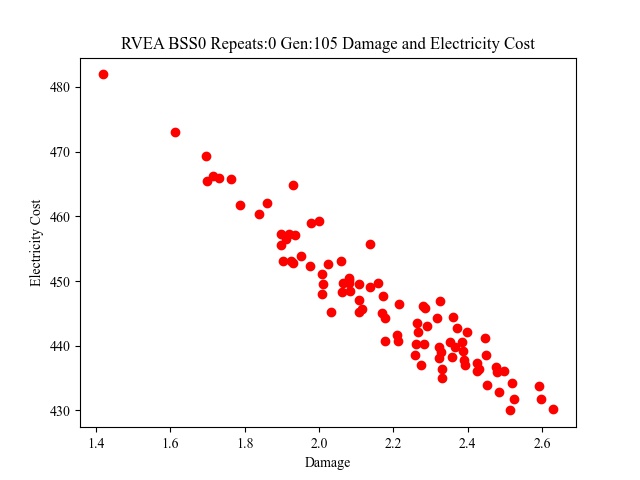 RVEA BSS0 Repeats:0 Gen:105 Damage and Electricity Cost
480
470
460
450
440
430
Electricity Cost
1.4 1.6 1.8 2.0 2.2 2.4 2.6
Damage